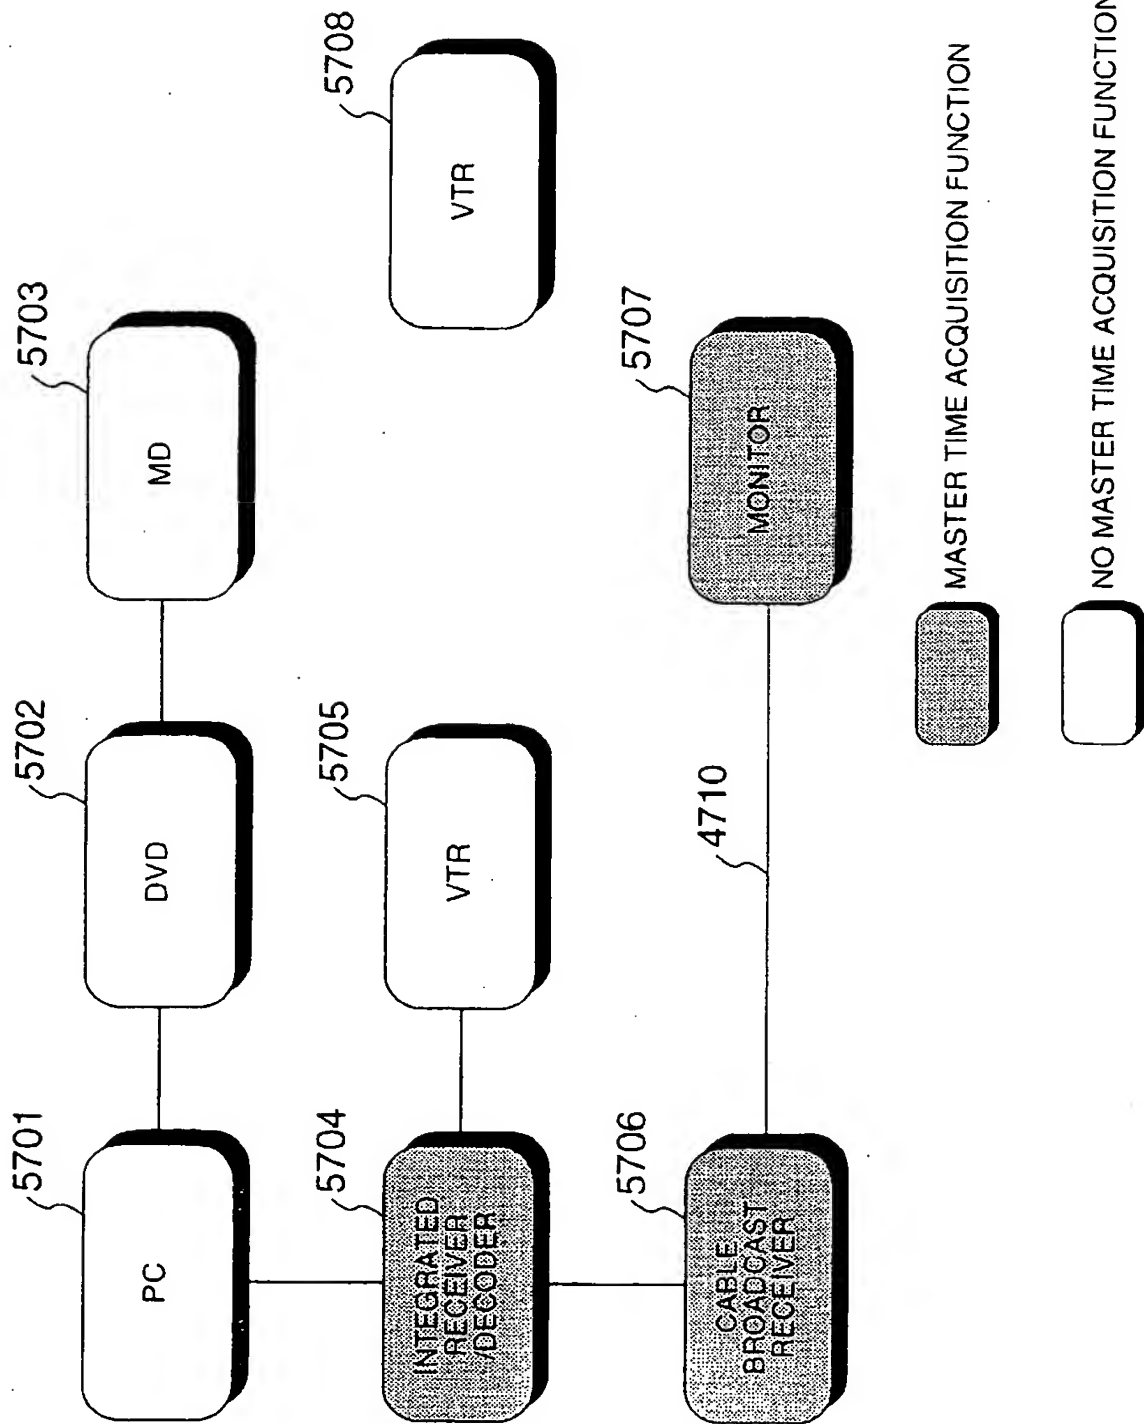 5701
PC
5702
DVD
5703
MD
5704
INTEGRATED
RECEIVER
/DECODER
5705
VTR
5708
VTR
5706
CABLE
BROADCAST
RECEIVER
4710
5707
MONITOR
MASTER TIME ACQUISITION FUNCTION
NO MASTER TIME ACQUISITION FUNCTION